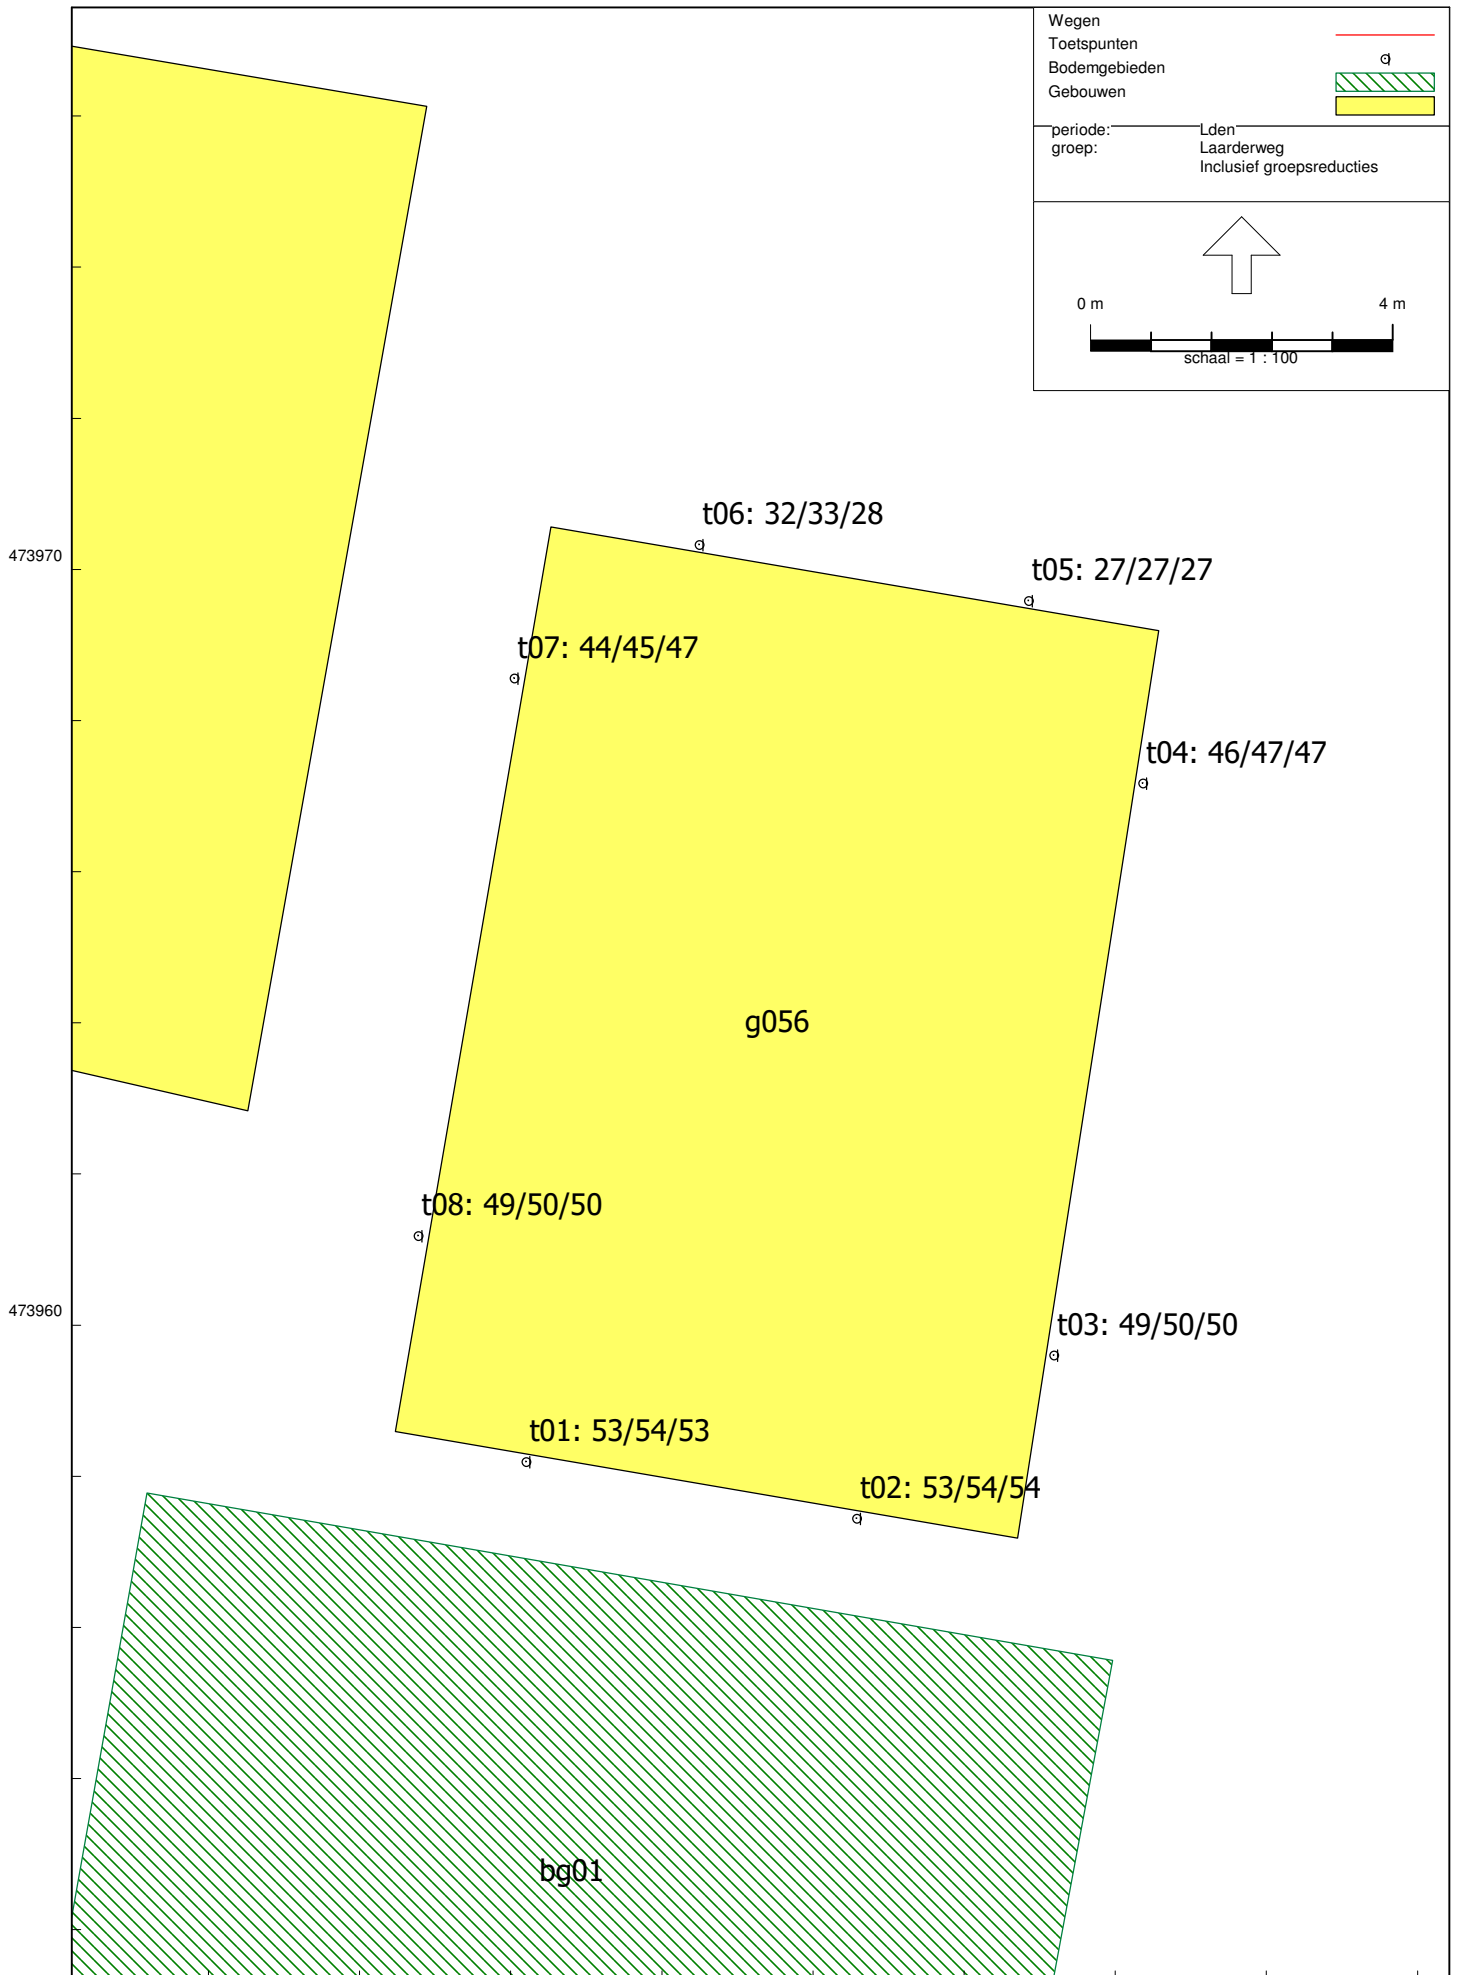 Wegen
Toetspunten
Bodemgebieden
Gebouwen
periode: Lden
groep: Laarderweg
Inclusief groepsreducties
0 m 4 m
schaal = 1 : 100
t06: 32/33/28
473970
t05: 27/27/27
t07: 44/45/47
t04: 46/47/47
g056
t08: 49/50/50
473960
t03: 49/50/50
t01: 53/54/53
t02: 53/54/54
bg01